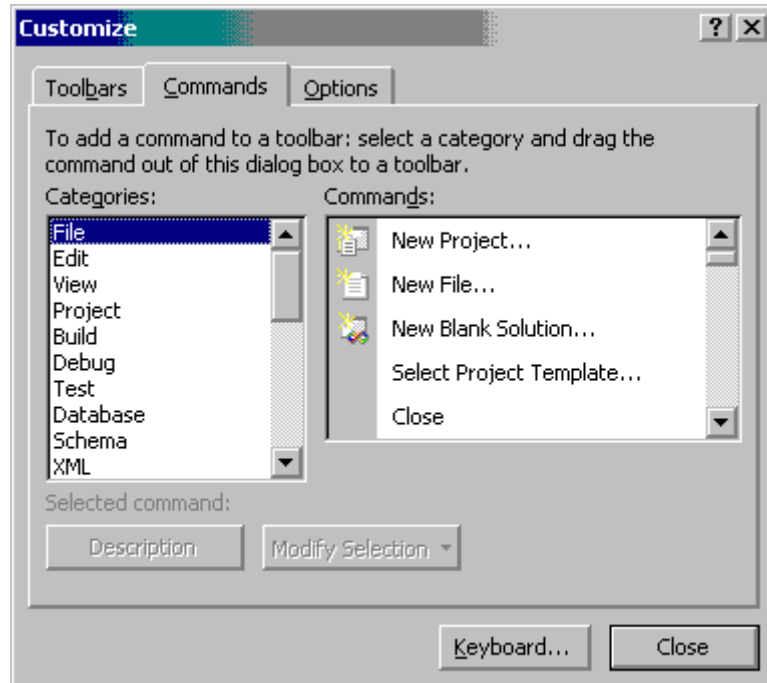 Customize
Toolbars Commands Options
To add a command to a toolbar: select a category and drag the
command out of this dialog box to a toolbar.
Categories:
File
Edit
View
Project
Build
Debug
Test
Database
Schema
XML
Commands:
New Project...
New File...
New Blank Solution...
Select Project Template...
Close
Selected command:
Description Modify Selection
Keyboard... Close